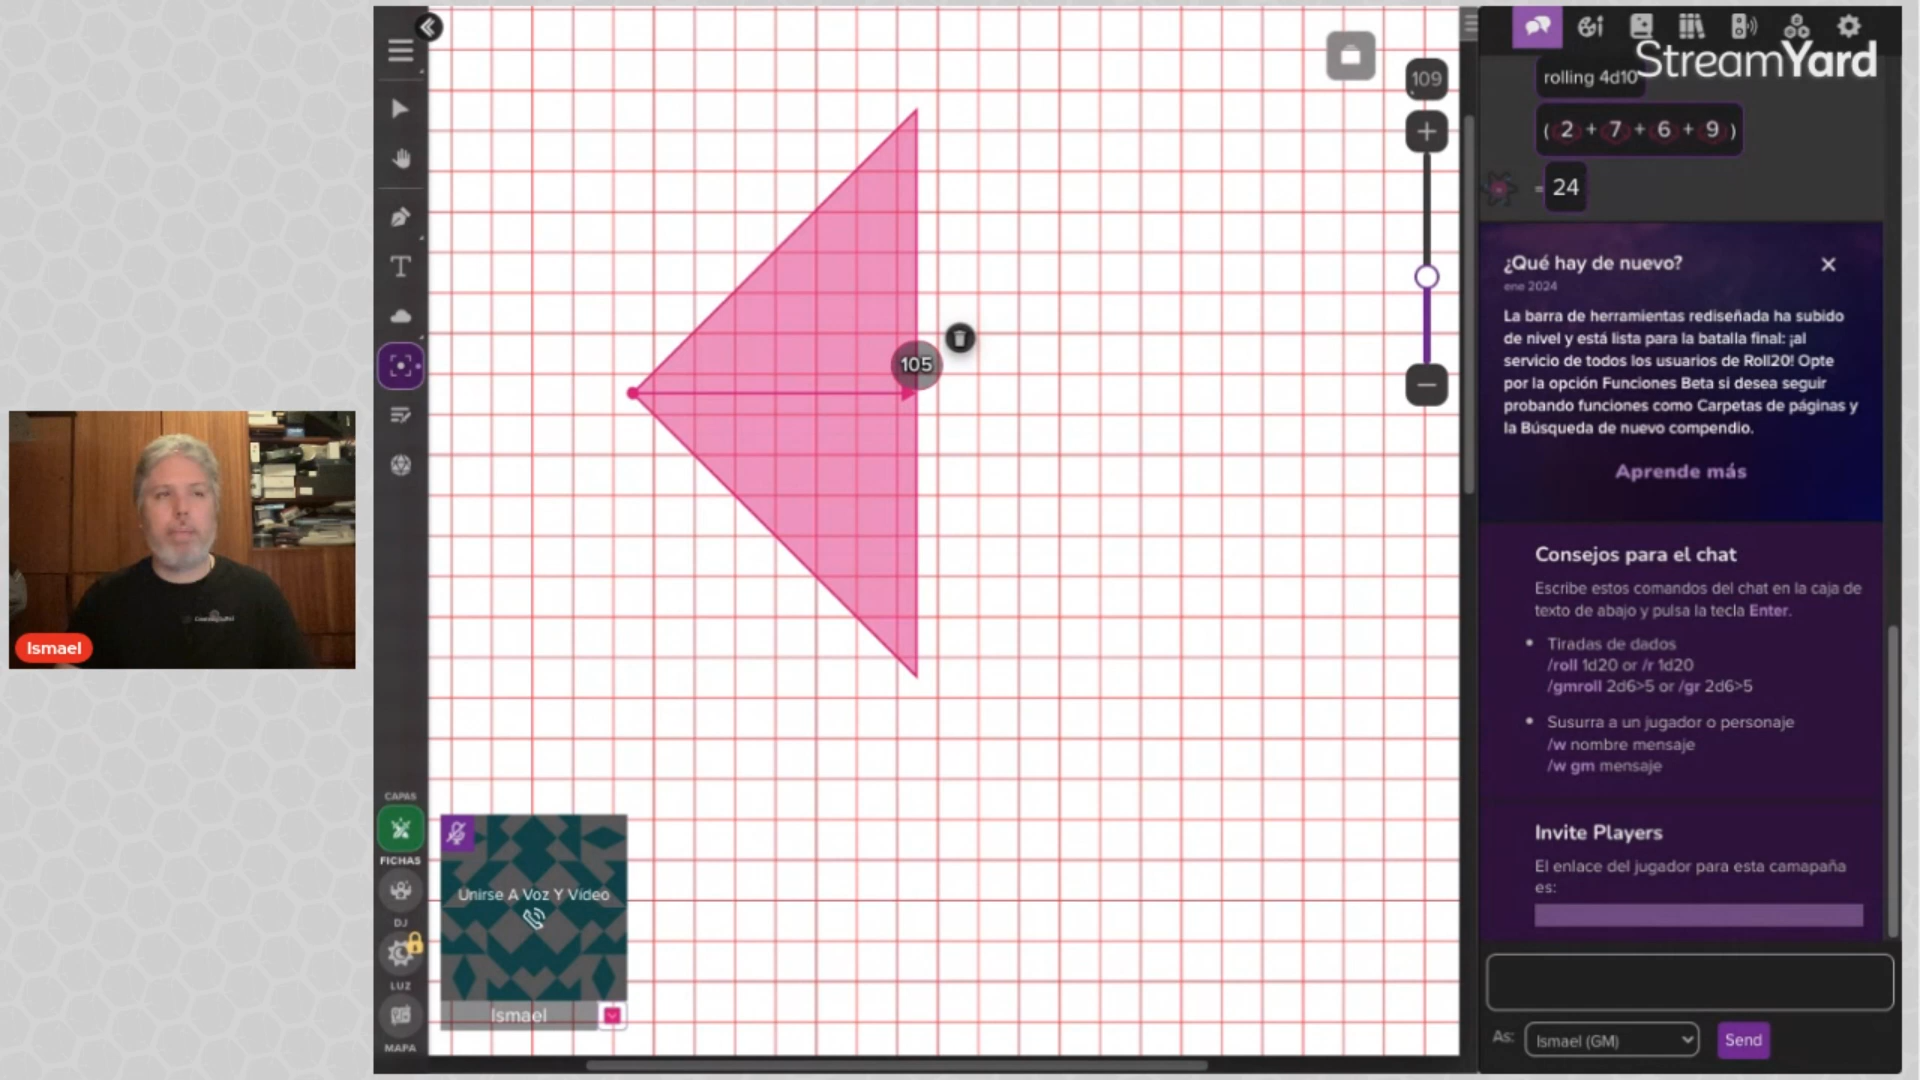 StreamYard
109
rolling 4d10
( 2 + 7 + 6 + 9 )
= 24
¿Qué hay de nuevo?
ene 2024
La barra de herramientas rediseñada ha subido
de nivel y está lista para la batalla final: ¡al
servicio de todos los usuarios de Roll20! Opte
por la opción Funciones Beta si desea seguir
probando funciones como Carpetas de páginas y
la Búsqueda de nuevo compendio.
Aprende más
105
Consejos para el chat
Escribe estos comandos del chat en la caja de
texto de abajo y pulsa la tecla Enter.
• Tiradas de dados
/roll 1d20 or /r 1d20
/gmroll 2d6>5 or /gr 2d6>5
• Susurra a un jugador o personaje
/w nombre mensaje
/w gm mensaje
Ismael
CAPAS
FICHAS
DJ
LUZ
MAPA
Unirse A Voz Y Vídeo
Ismael
Invite Players
El enlace del jugador para esta camapaña
es:
As:
Ismael (GM)
Send